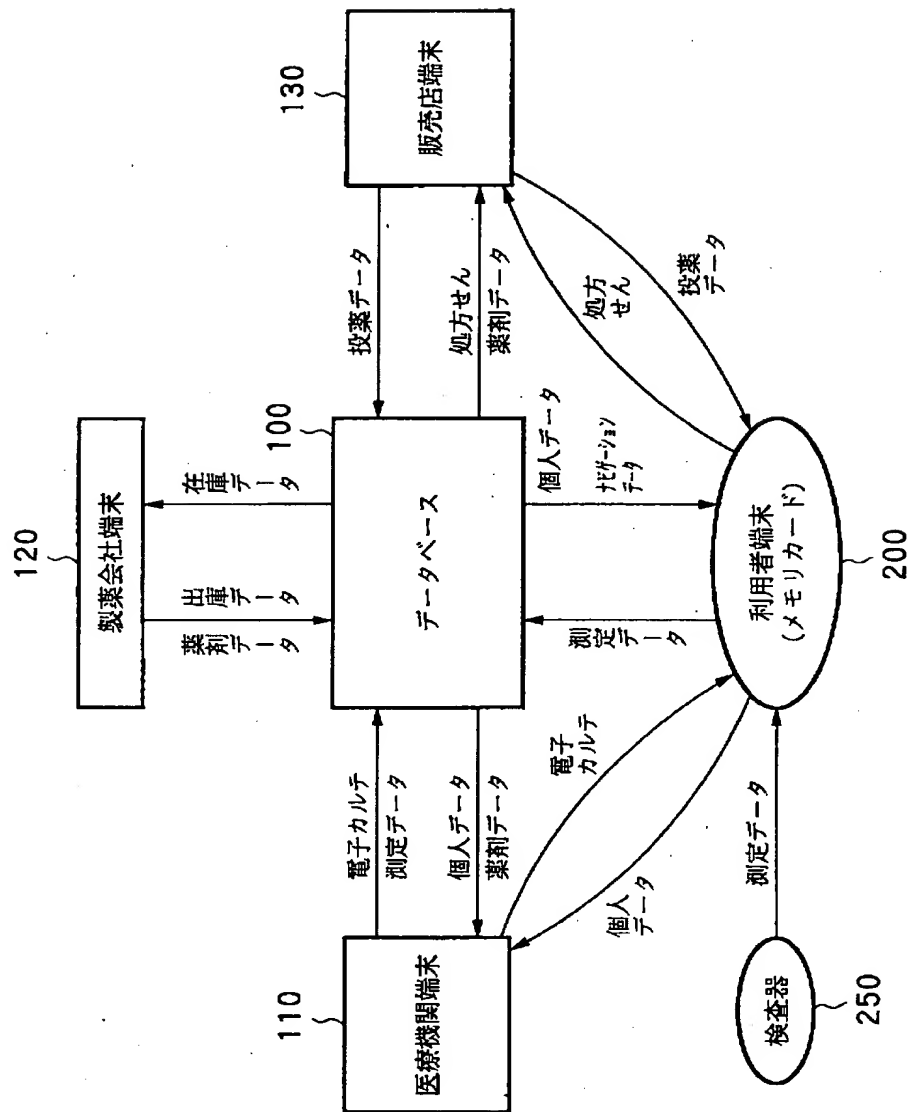 120
製薬会社端末
薬剤
データ
出庫
データ
在庫
データ
110
医療機関端末
電子カルテ
測定データ
個人データ
薬剤データ
100
データベース
投薬データ
処方せん
薬剤データ
130
販売店端末
電子
カルテ
個人
データ
測定
データ
個人データ
ナビゲーション
データ
処方
せん
投薬
データ
250
検査器
測定データ
利用者端末
(メモリカード)
200